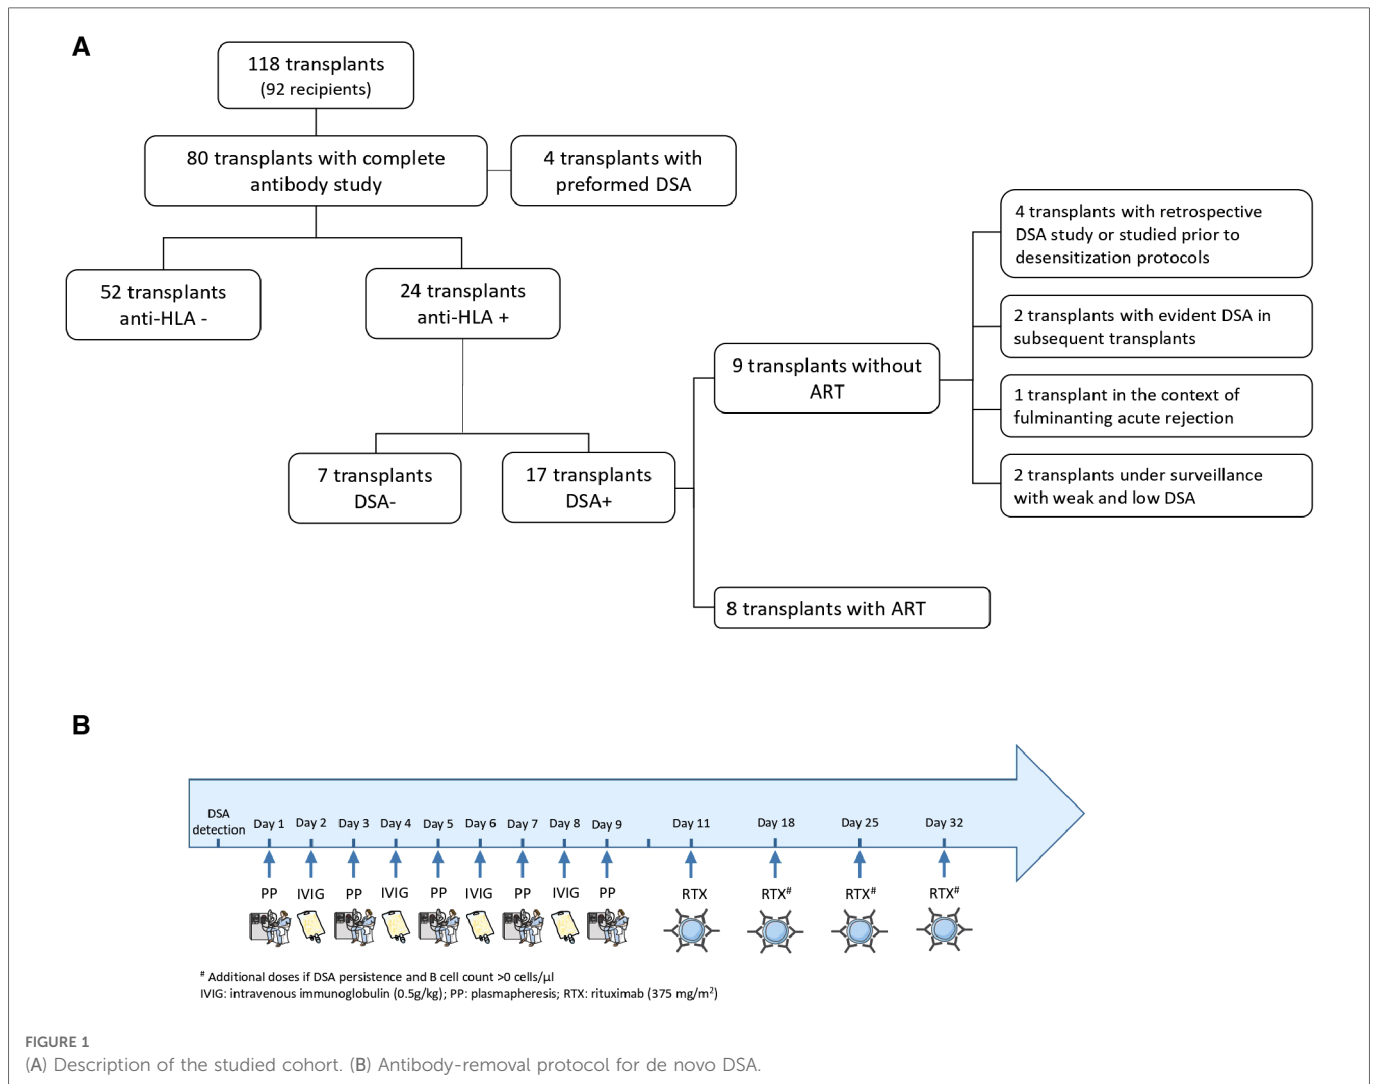 A
118 transplants
(92 recipients)
80 transplants with complete
antibody study
4 transplants with
preformed DSA
52 transplants
anti-HLA -
24 transplants
anti-HLA +
7 transplants
DSA-
17 transplants
DSA+
9 transplants without
ART
8 transplants with ART
4 transplants with retrospective
DSA study or studied prior to
desensitization protocols
2 transplants with evident DSA in
subsequent transplants
1 transplant in the context of
fulminanting acute rejection
2 transplants under surveillance
with weak and low DSA
B
DSA
detection
Day 1 Day 2 Day 3 Day 4 Day 5 Day 6 Day 7 Day 8 Day 9 Day 11 Day 18 Day 25 Day 32
PP IVIG PP IVIG PP IVIG PP IVIG PP RTX RTX# RTX# RTX#
# Additional doses if DSA persistence and B cell count >0 cells/µl
IVIG: intravenous immunoglobulin (0.5g/kg); PP: plasmapheresis; RTX: rituximab (375 mg/m²)
FIGURE 1
(A) Description of the studied cohort. (B) Antibody-removal protocol for de novo DSA.